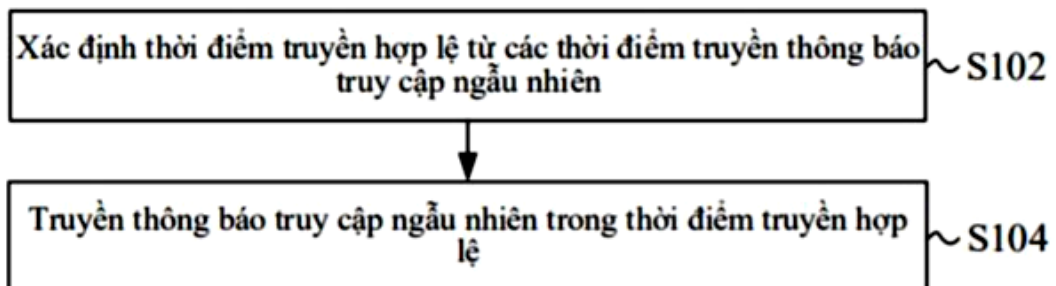 Xác định thời điểm truyền hợp lệ từ các thời điểm truyền thông báo
truy cập ngẫu nhiên
S102
Truyền thông báo truy cập ngẫu nhiên trong thời điểm truyền hợp
lệ
S104